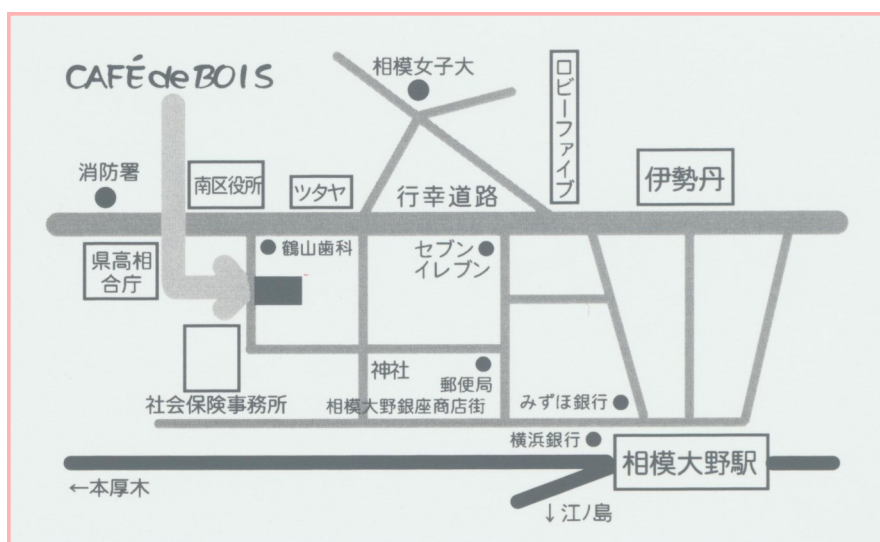 CAFÉ de BOIS
相模女子大
ロビーファイブ
消防署
南区役所
ツタヤ
行幸道路
伊勢丹
県高相
合庁
鶴山歯科
セブン
イレブン
神社
郵便局
社会保険事務所
相模大野銀座商店街
みずほ銀行
横浜銀行
相模大野駅
←本厚木
↓江ノ島